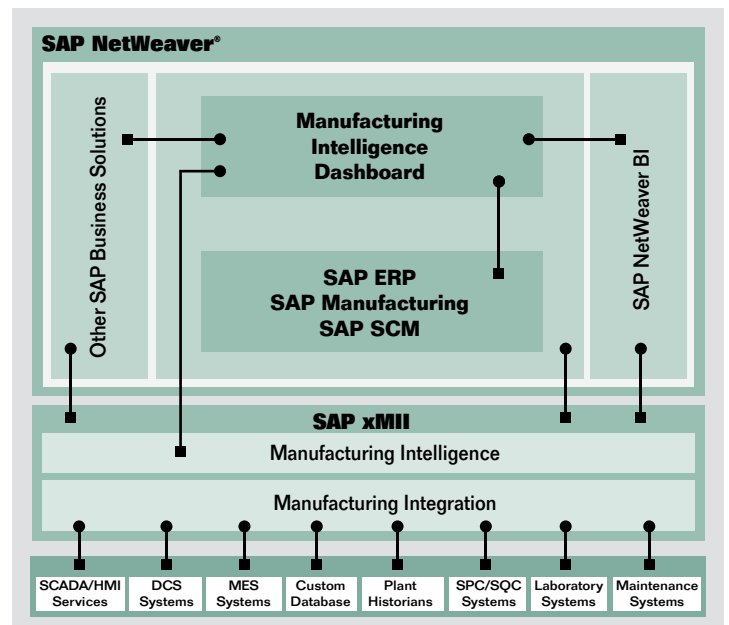 SAP NetWeaver®
Other SAP Business Solutions
Manufacturing
Intelligence
Dashboard
SAP ERP
SAP Manufacturing
SAP SCM
SAP NetWeaver BI
SAP xMII
Manufacturing Intelligence
Manufacturing Integration
SCADA/HMI
Services
DCS
Systems
MES
Systems
Custom
Database
Plant
Historians
SPC/SQC
Systems
Laboratory
Systems
Maintenance
Systems